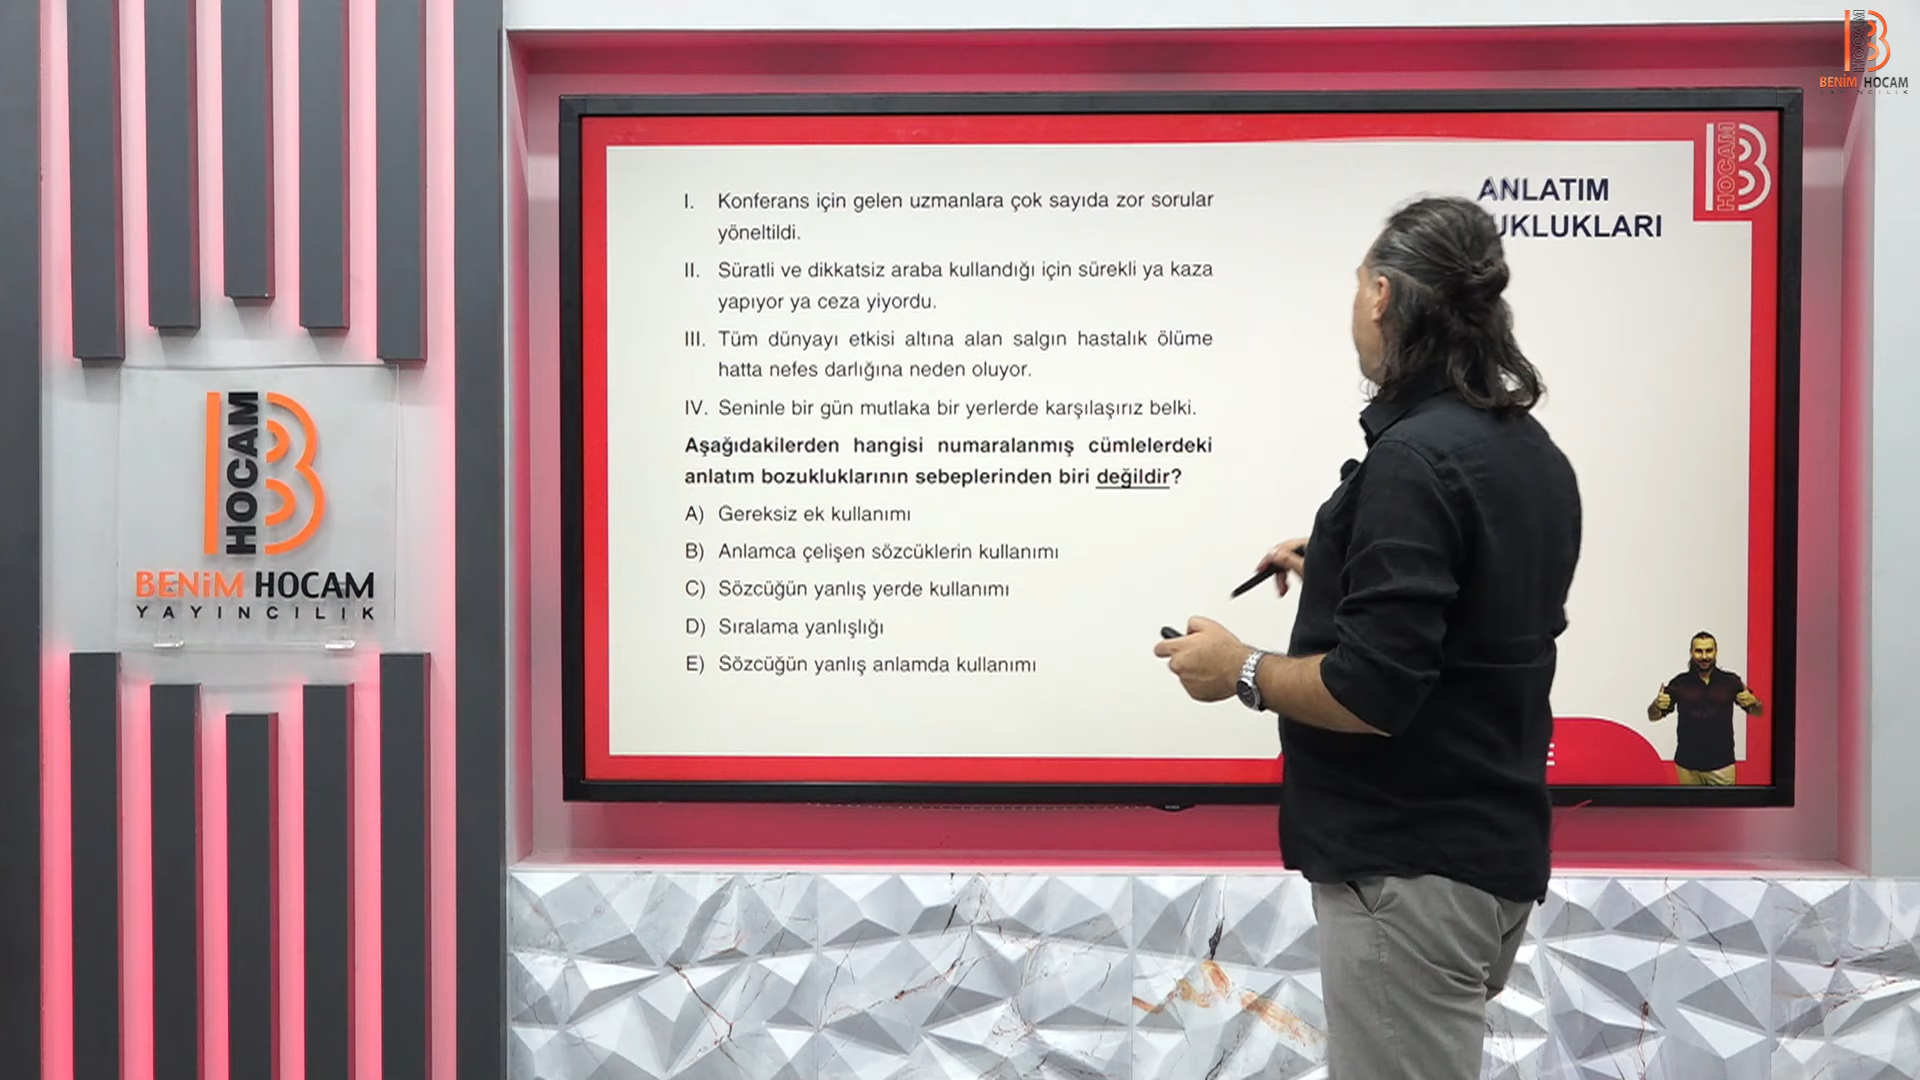 HOCAM
BENİM HOCAM
YAYINCILIK
HOCAM
ANLATIM
UKLUKLARI
I. Konferans için gelen uzmanlara çok sayıda zor sorular
yöneltildi.
II. Süratli ve dikkatsiz araba kullandığı için sürekli ya kaza
yapıyor ya ceza yiyordu.
III. Tüm dünyayı etkisi altına alan salgın hastalık ölüme
hatta nefes darlığına neden oluyor.
IV. Seninle bir gün mutlaka bir yerlerde karşılaşırız belki.
Aşağıdakilerden hangisi numaralanmış cümlelerdeki
anlatım bozukluklarının sebeplerinden biri değildir?
A) Gereksiz ek kullanımı
B) Anlamca çelişen sözcüklerin kullanımı
C) Sözcüğün yanlış yerde kullanımı
D) Sıralama yanlışlığı
E) Sözcüğün yanlış anlamda kullanımı
E
HOCAM
BENİM HOCAM
YAYINCILIK